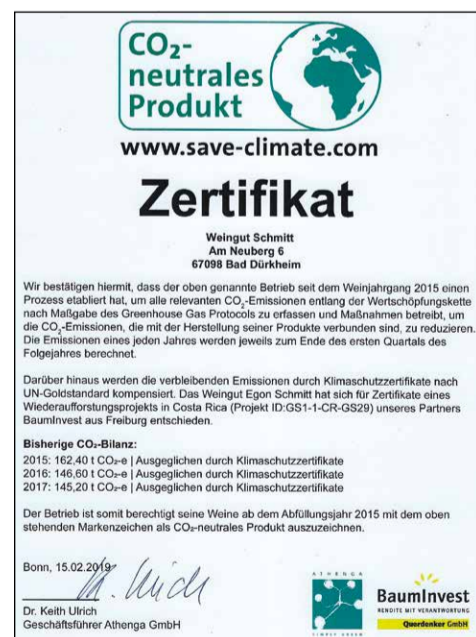 CO₂-
neutrales
Produkt
www.save-climate.com
Zertifikat
Weingut Schmitt
Am Neuberg 6
67098 Bad Dürkheim
Wir bestätigen hiermit, dass der oben genannte Betrieb seit dem Weinjahrgang 2015 einen
Prozess etabliert hat, um alle relevanten CO₂-Emissionen entlang der Wertschöpfungskette
nach Maßgabe des Greenhouse Gas Protocols zu erfassen und Maßnahmen betreibt, um
die CO₂-Emissionen, die mit der Herstellung seiner Produkte verbunden sind, zu reduzieren.
Die Emissionen eines jeden Jahres werden jeweils zum Ende des ersten Quartals des
Folgejahres berechnet.
Darüber hinaus werden die verbleibenden Emissionen durch Klimaschutzzertifikate nach
UN-Goldstandard kompensiert. Das Weingut Egon Schmitt hat sich für Zertifikate eines
Wiederaufforstungsprojekts in Costa Rica (Projekt ID:GS1-1-CR-GS29) unseres Partners
BaumInvest aus Freiburg entschieden.
Bisherige CO₂-Bilanz:
2015: 162,40 t CO₂-e | Ausgeglichen durch Klimaschutzzertifikate
2016: 146,60 t CO₂-e | Ausgeglichen durch Klimaschutzzertifikate
2017: 145,20 t CO₂-e | Ausgeglichen durch Klimaschutzzertifikate
Der Betrieb ist somit berechtigt seine Weine ab dem Abfüllungsjahr 2015 mit dem oben
stehenden Markenzeichen als CO₂-neutrales Produkt auszuzeichnen.
Bonn, 15.02.2019
Dr. Keith Ulrich
Geschäftsführer Athenga GmbH
ATHENGA
SIMPLY GREEN
BaumInvest
RENDITE MIT VERANTWORTUNG
Querdenker GmbH